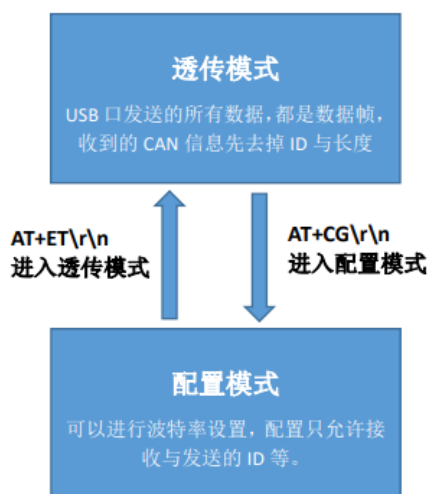 透传模式
USB 口发送的所有数据，都是数据帧，
收到的 CAN 信息先去掉 ID 与长度
AT+ET\r\n
进入透传模式
AT+CG\r\n
进入配置模式
配置模式
可以进行波特率设置，配置只允许接
收与发送的 ID 等。